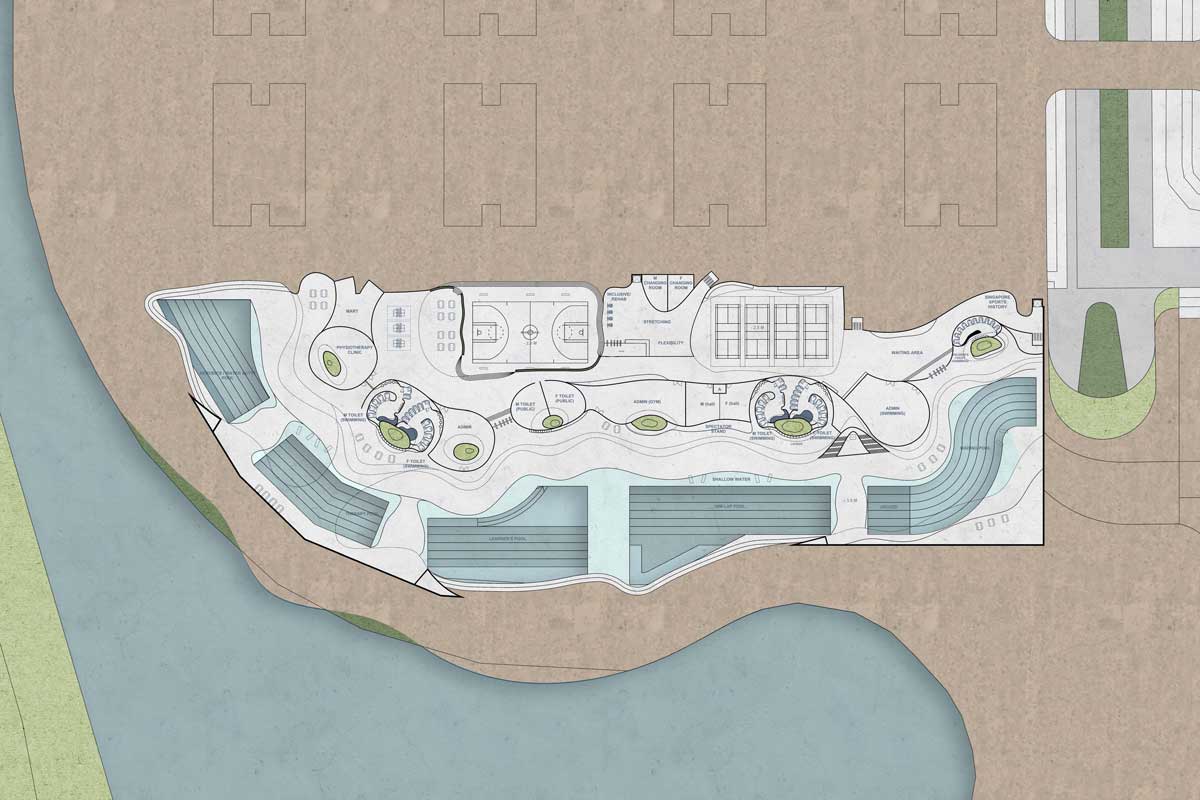 SINGAPORE
SPORTS
HISTORY
M
CHANGING
ROOM
F
CHANGING
ROOM
INCLUSIVE/
REHAB
MART
STRETCHING
FLEXIBILITY
PHYSIOTHERAPY
CLINIC
WAITING AREA
M TOILET
(PUBLIC)
F TOILET
(PUBLIC)
ADMIN (GYM)
M (hall)
F (hall)
ADMIN
(SWIMMING)
M TOILET
(SWIMMING)
ADMIN
SPECTATOR
STAND
M TOILET
(SWIMMING)
F TOILET
(SWIMMING)
F TOILET
(SWIMMING)
SHALLOW WATER
THERAPY POOL
LEARNER'S POOL